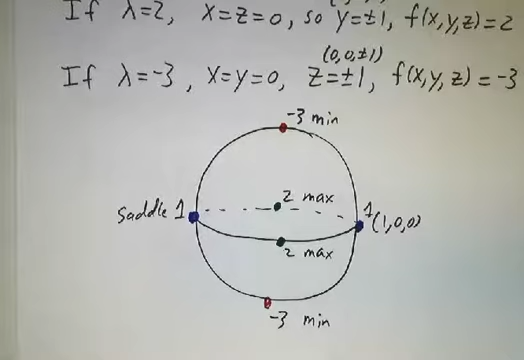 If λ=2, x=z=0, so y=±1, f(x,y,z)=2
(0,0,±1)
If λ=-3, x=y=0, z=±1, f(x,y,z)=-3
-3 min
2 max
saddle 1
1 (1,0,0)
2 max
-3 min